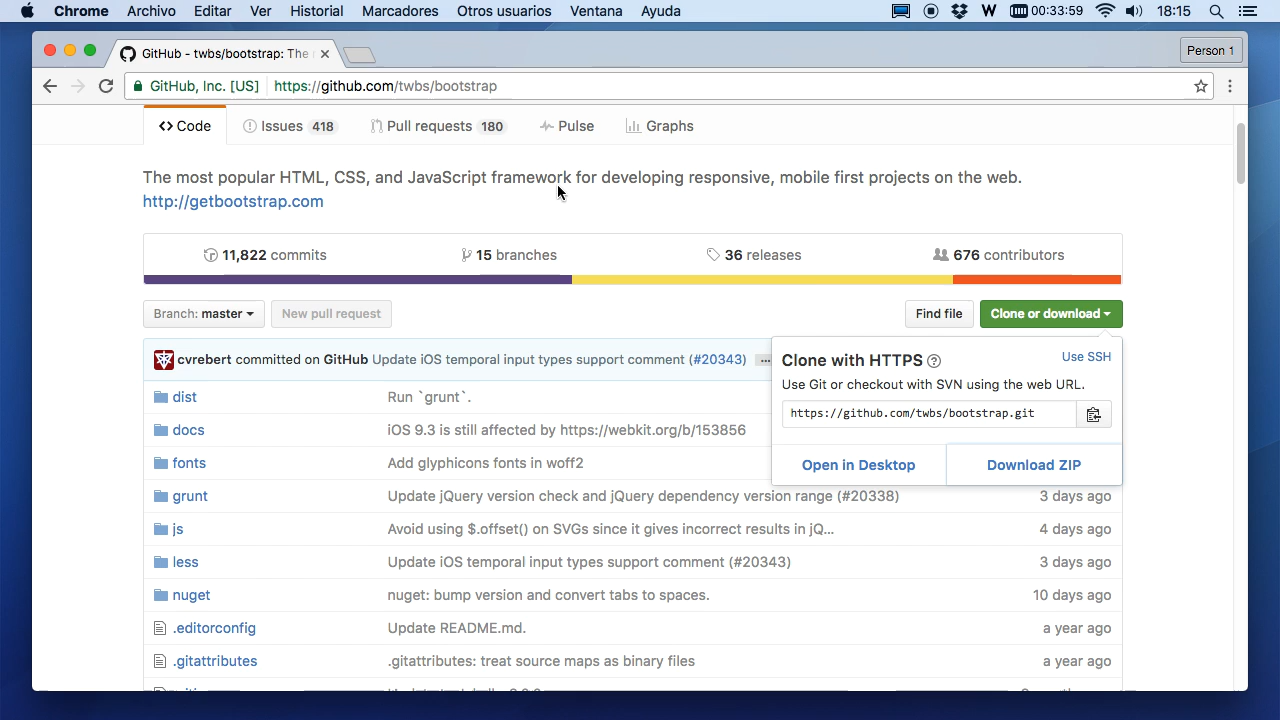 Chrome Archivo Editar Ver Historial Marcadores Otros usuarios Ventana Ayuda W 00:33:59 18:15
GitHub - twbs/bootstrap: The
Person 1
GitHub, Inc. [US] https://github.com/twbs/bootstrap
Code Issues 418 Pull requests 180 Pulse Graphs
The most popular HTML, CSS, and JavaScript framework for developing responsive, mobile first projects on the web.
http://getbootstrap.com
11,822 commits 15 branches 36 releases 676 contributors
Branch: master New pull request Find file Clone or download
cvrebert committed on GitHub Update iOS temporal input types support comment (#20343) ...
Clone with HTTPS ? Use SSH
Use Git or checkout with SVN using the web URL.
https://github.com/twbs/bootstrap.git
Open in Desktop Download ZIP
dist Run `grunt`.
docs iOS 9.3 is still affected by https://webkit.org/b/153856
fonts Add glyphicons fonts in woff2
grunt Update jQuery version check and jQuery dependency version range (#20338) 3 days ago
js Avoid using $.offset() on SVGs since it gives incorrect results in jQ... 4 days ago
less Update iOS temporal input types support comment (#20343) 3 days ago
nuget nuget: bump version and convert tabs to spaces. 10 days ago
.editorconfig Update README.md. a year ago
.gitattributes .gitattributes: treat source maps as binary files a year ago